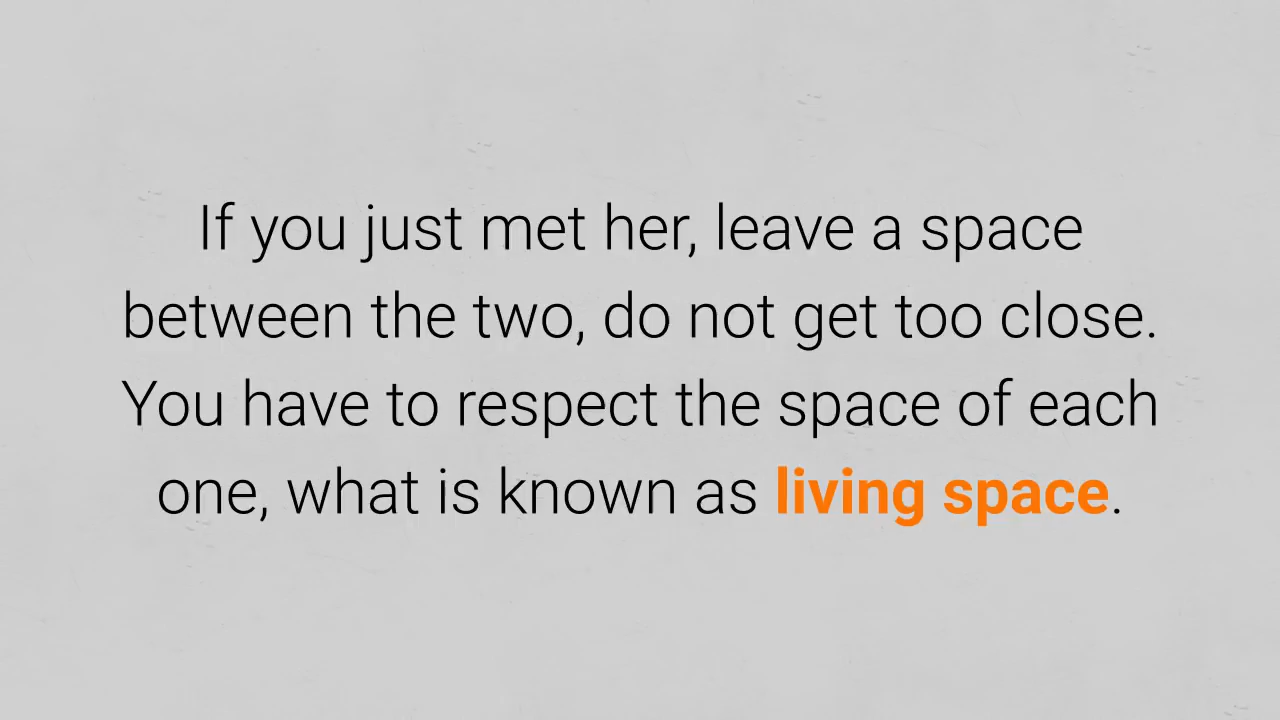 If you just met her, leave a space
between the two, do not get too close.
You have to respect the space of each
one, what is known as living space.